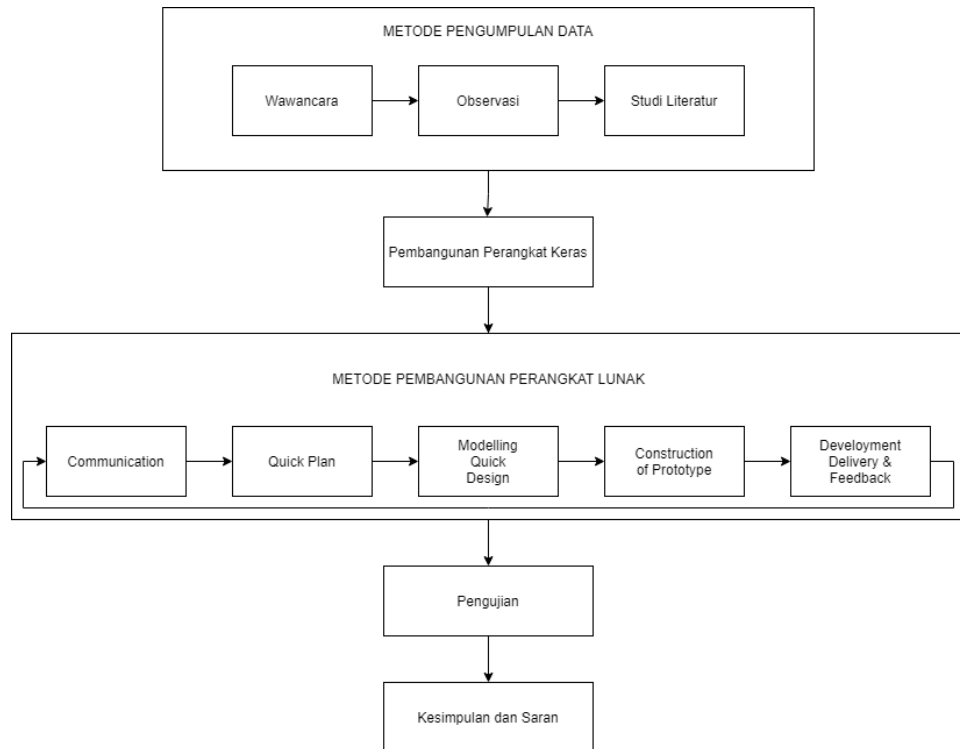 METODE PENGUMPULAN DATA
Wawancara
Observasi
Studi Literatur
Pembangunan Perangkat Keras
METODE PEMBANGUNAN PERANGKAT LUNAK
Communication
Quick Plan
Modelling
Quick
Design
Construction
of Prototype
Develoyment
Delivery &
Feedback
Pengujian
Kesimpulan dan Saran